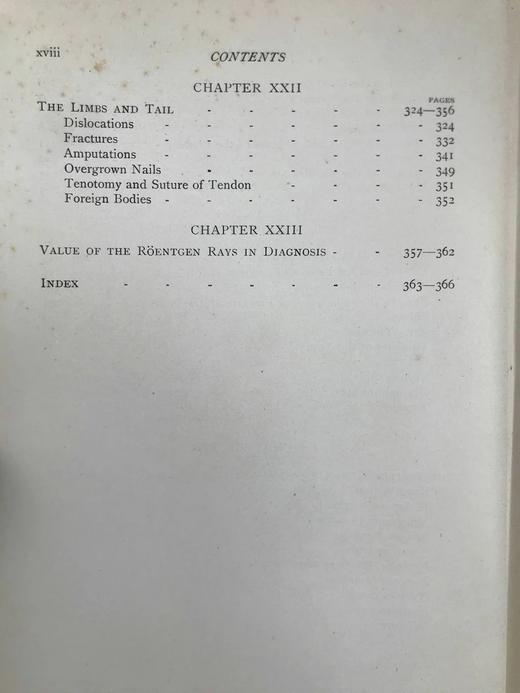 xviii CONTENTS
CHAPTER XXII
PAGES
THE LIMBS AND TAIL - - - - - 324—356
Dislocations - - - - - - - 324
Fractures - - - - - - - 332
Amputations - - - - - - - 341
Overgrown Nails - - - - - - 349
Tenotomy and Suture of Tendon - - - - 351
Foreign Bodies - - - - - - - 352
CHAPTER XXIII
VALUE OF THE RÖENTGEN RAYS IN DIAGNOSIS - - 357—362
INDEX - - - - - - - 363—366